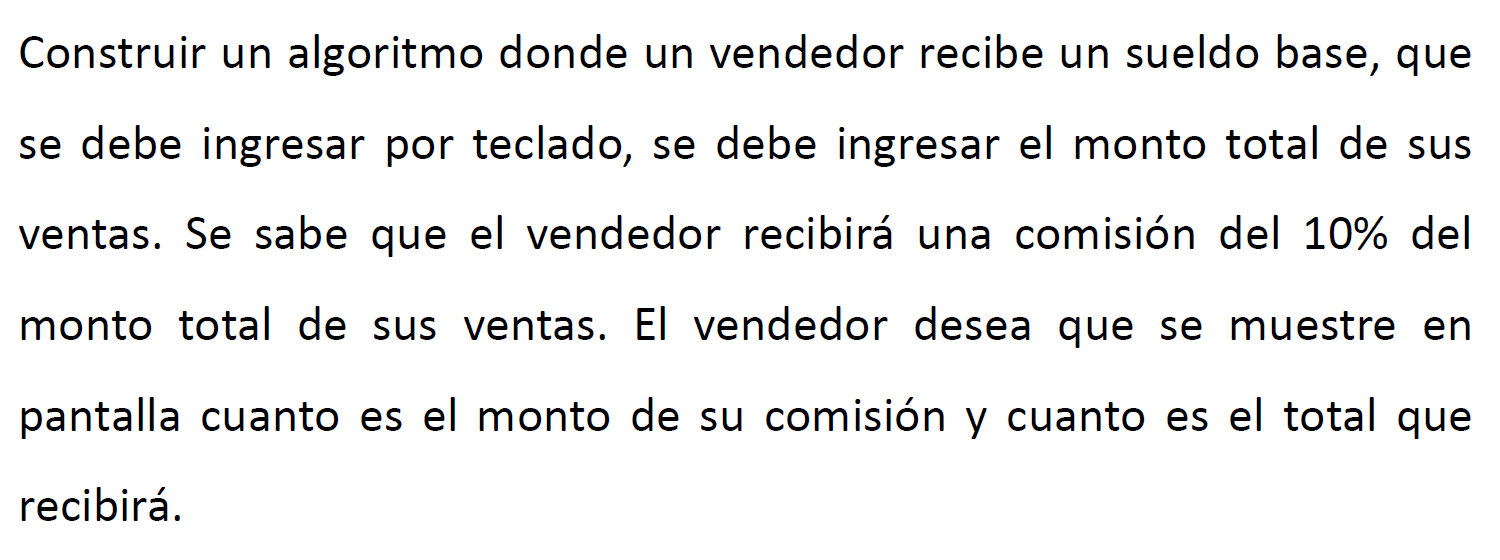 Construir un algoritmo donde un vendedor recibe un sueldo base, que
se debe ingresar por teclado, se debe ingresar el monto total de sus
ventas. Se sabe que el vendedor recibirá una comisión del 10% del
monto total de sus ventas. El vendedor desea que se muestre en
pantalla cuanto es el monto de su comisión y cuanto es el total que
recibirá.